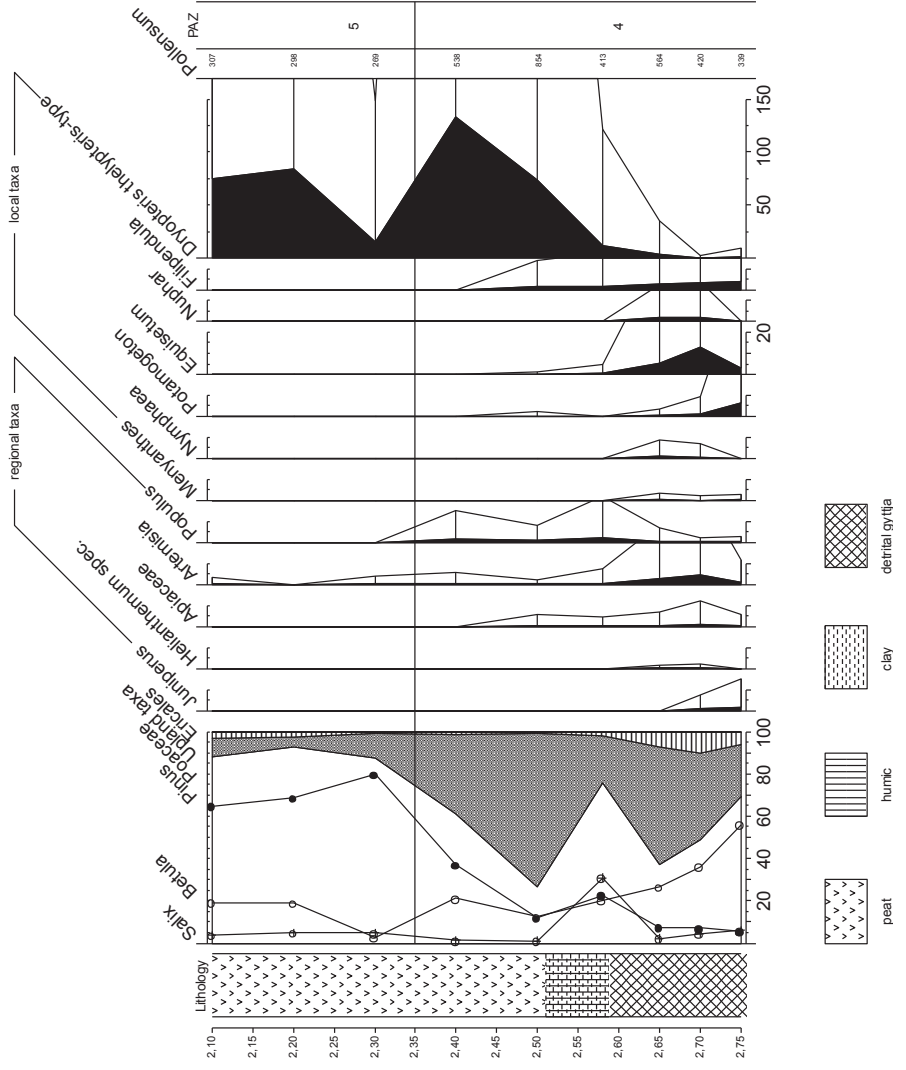 Lithology
Salix
Betula
Pinus
Poaceae
Upland taxa
Ericales
Juniperus
Helianthemum spec.
Apiaceae
Artemisia
Populus
Menyanthes
Nymphaea
Potamogeton
Equisetum
Nuphar
Filipendula
Dryopteris thelypteris-type
Pollensum
PAZ
regional taxa
local taxa
2,10
2,15
2,20
2,25
2,30
2,35
2,40
2,45
2,50
2,55
2,60
2,65
2,70
2,75
20 40 60 80 100
20
50 100 150
307
298
269
538
854
413
564
420
339
5
4
peat
humic
clay
detrital gyttja